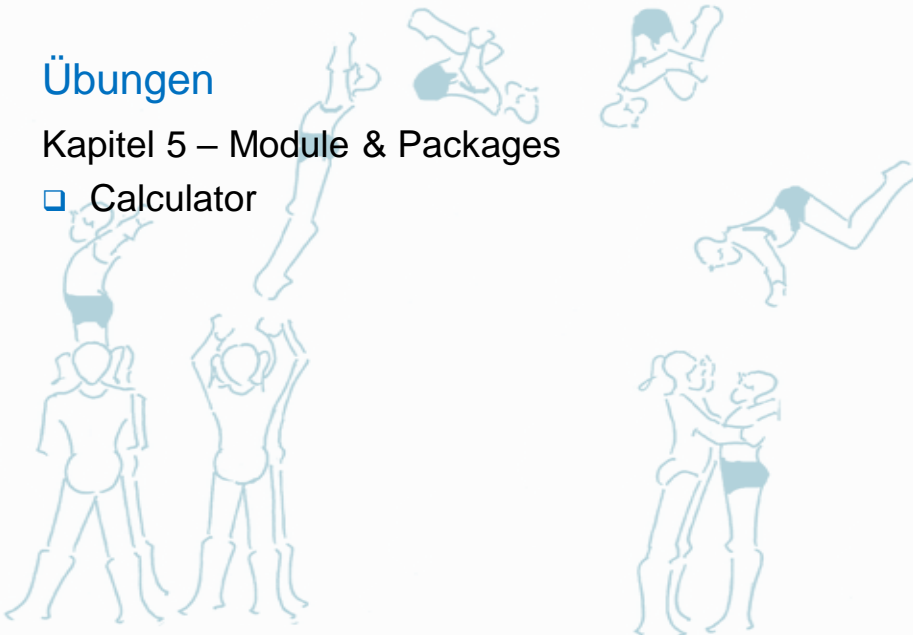 Übungen
Kapitel 5 – Module & Packages
Calculator